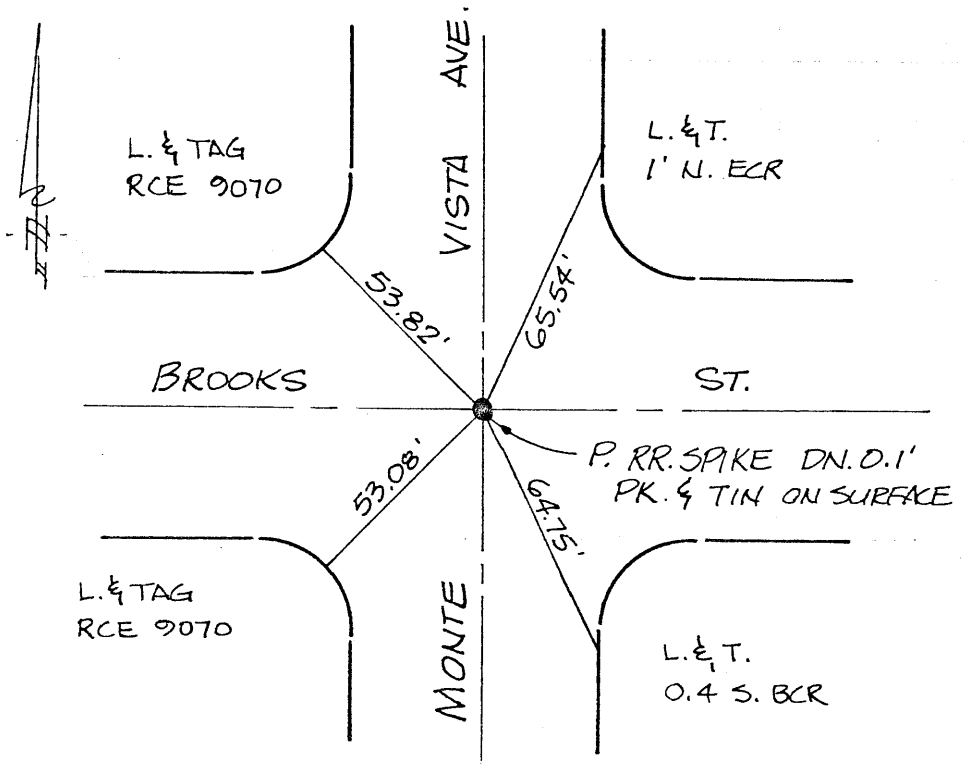 MONTE VISTA AVE.
L. & TAG
RCE 9070
L. & T.
1' N. ECR
53.82'
65.54'
BROOKS ST.
P. RR. SPIKE DN. 0.1'
PK. & TIN ON SURFACE
53.08'
64.75'
L. & TAG
RCE 9070
L. & T.
0.4 S. BCR